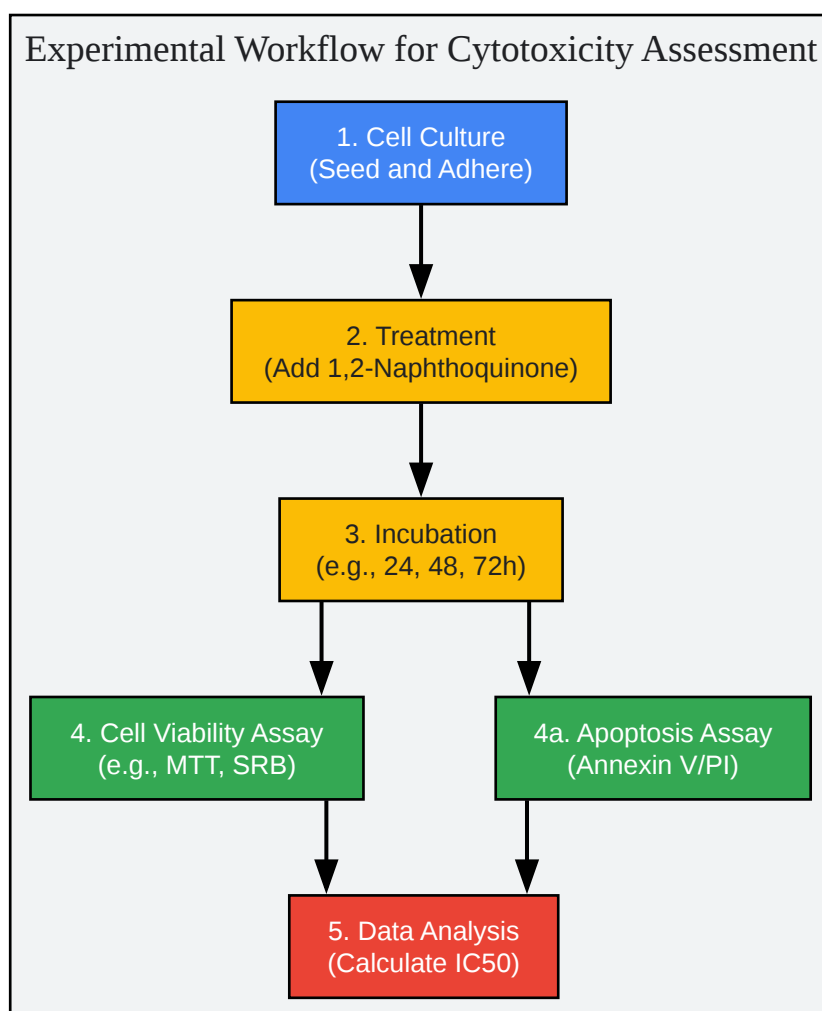 Experimental Workflow for Cytotoxicity Assessment
1. Cell Culture
(Seed and Adhere)
2. Treatment
(Add 1,2-Naphthoquinone)
3. Incubation
(e.g., 24, 48, 72h)
4. Cell Viability Assay
(e.g., MTT, SRB)
4a. Apoptosis Assay
(Annexin V/PI)
5. Data Analysis
(Calculate IC50)